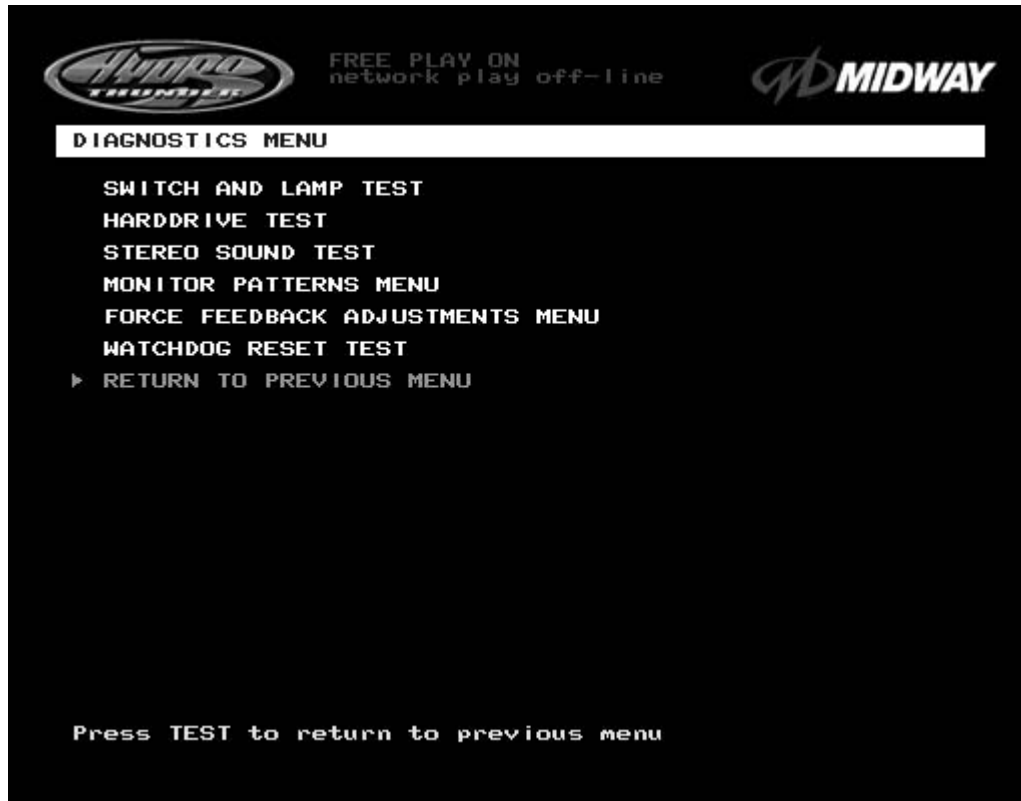 HYDRO
THUNDER
FREE PLAY ON
network play off-line
MIDWAY
DIAGNOSTICS MENU
SWITCH AND LAMP TEST
HARDDRIVE TEST
STEREO SOUND TEST
MONITOR PATTERNS MENU
FORCE FEEDBACK ADJUSTMENTS MENU
WATCHDOG RESET TEST
RETURN TO PREVIOUS MENU
Press TEST to return to previous menu